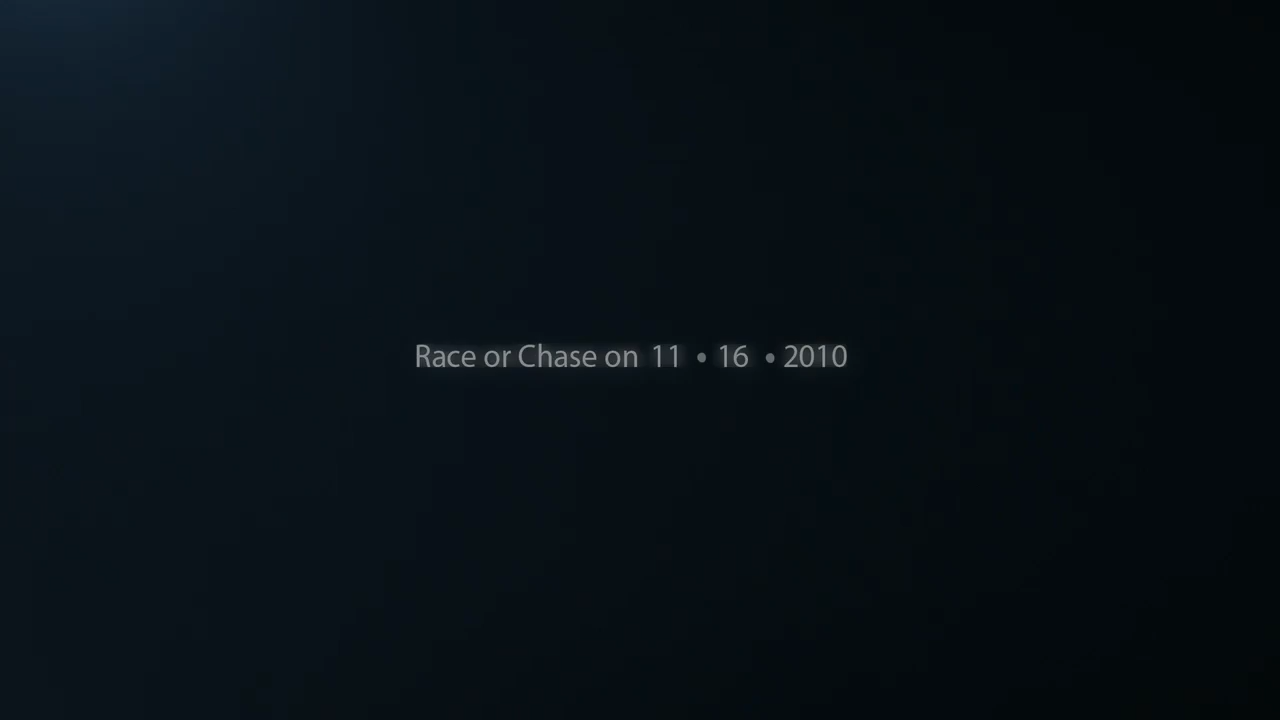 Race or Chase on 11 • 16 • 2010